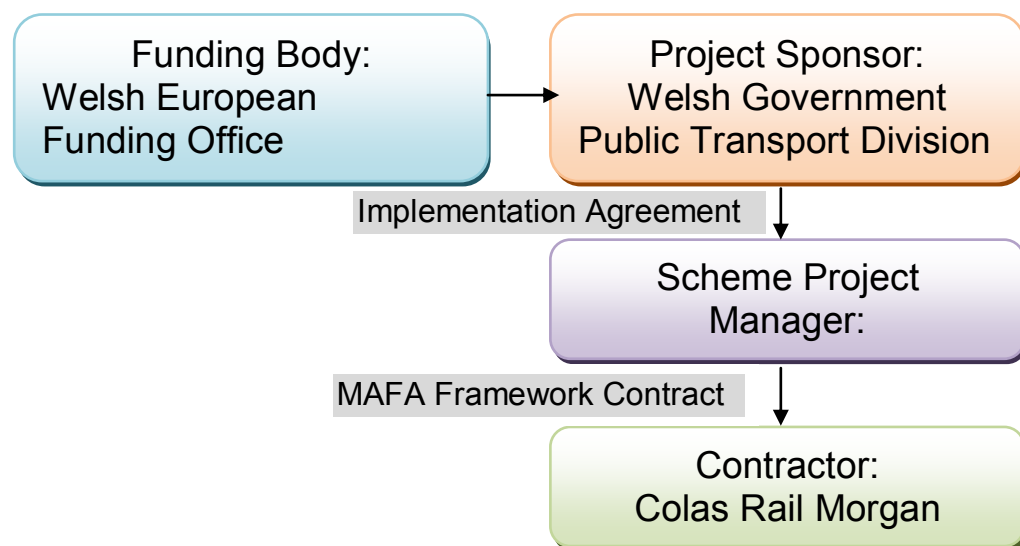 Funding Body:
Welsh European
Funding Office
Project Sponsor:
Welsh Government
Public Transport Division
Implementation Agreement
Scheme Project
Manager:
MAFA Framework Contract
Contractor:
Colas Rail Morgan